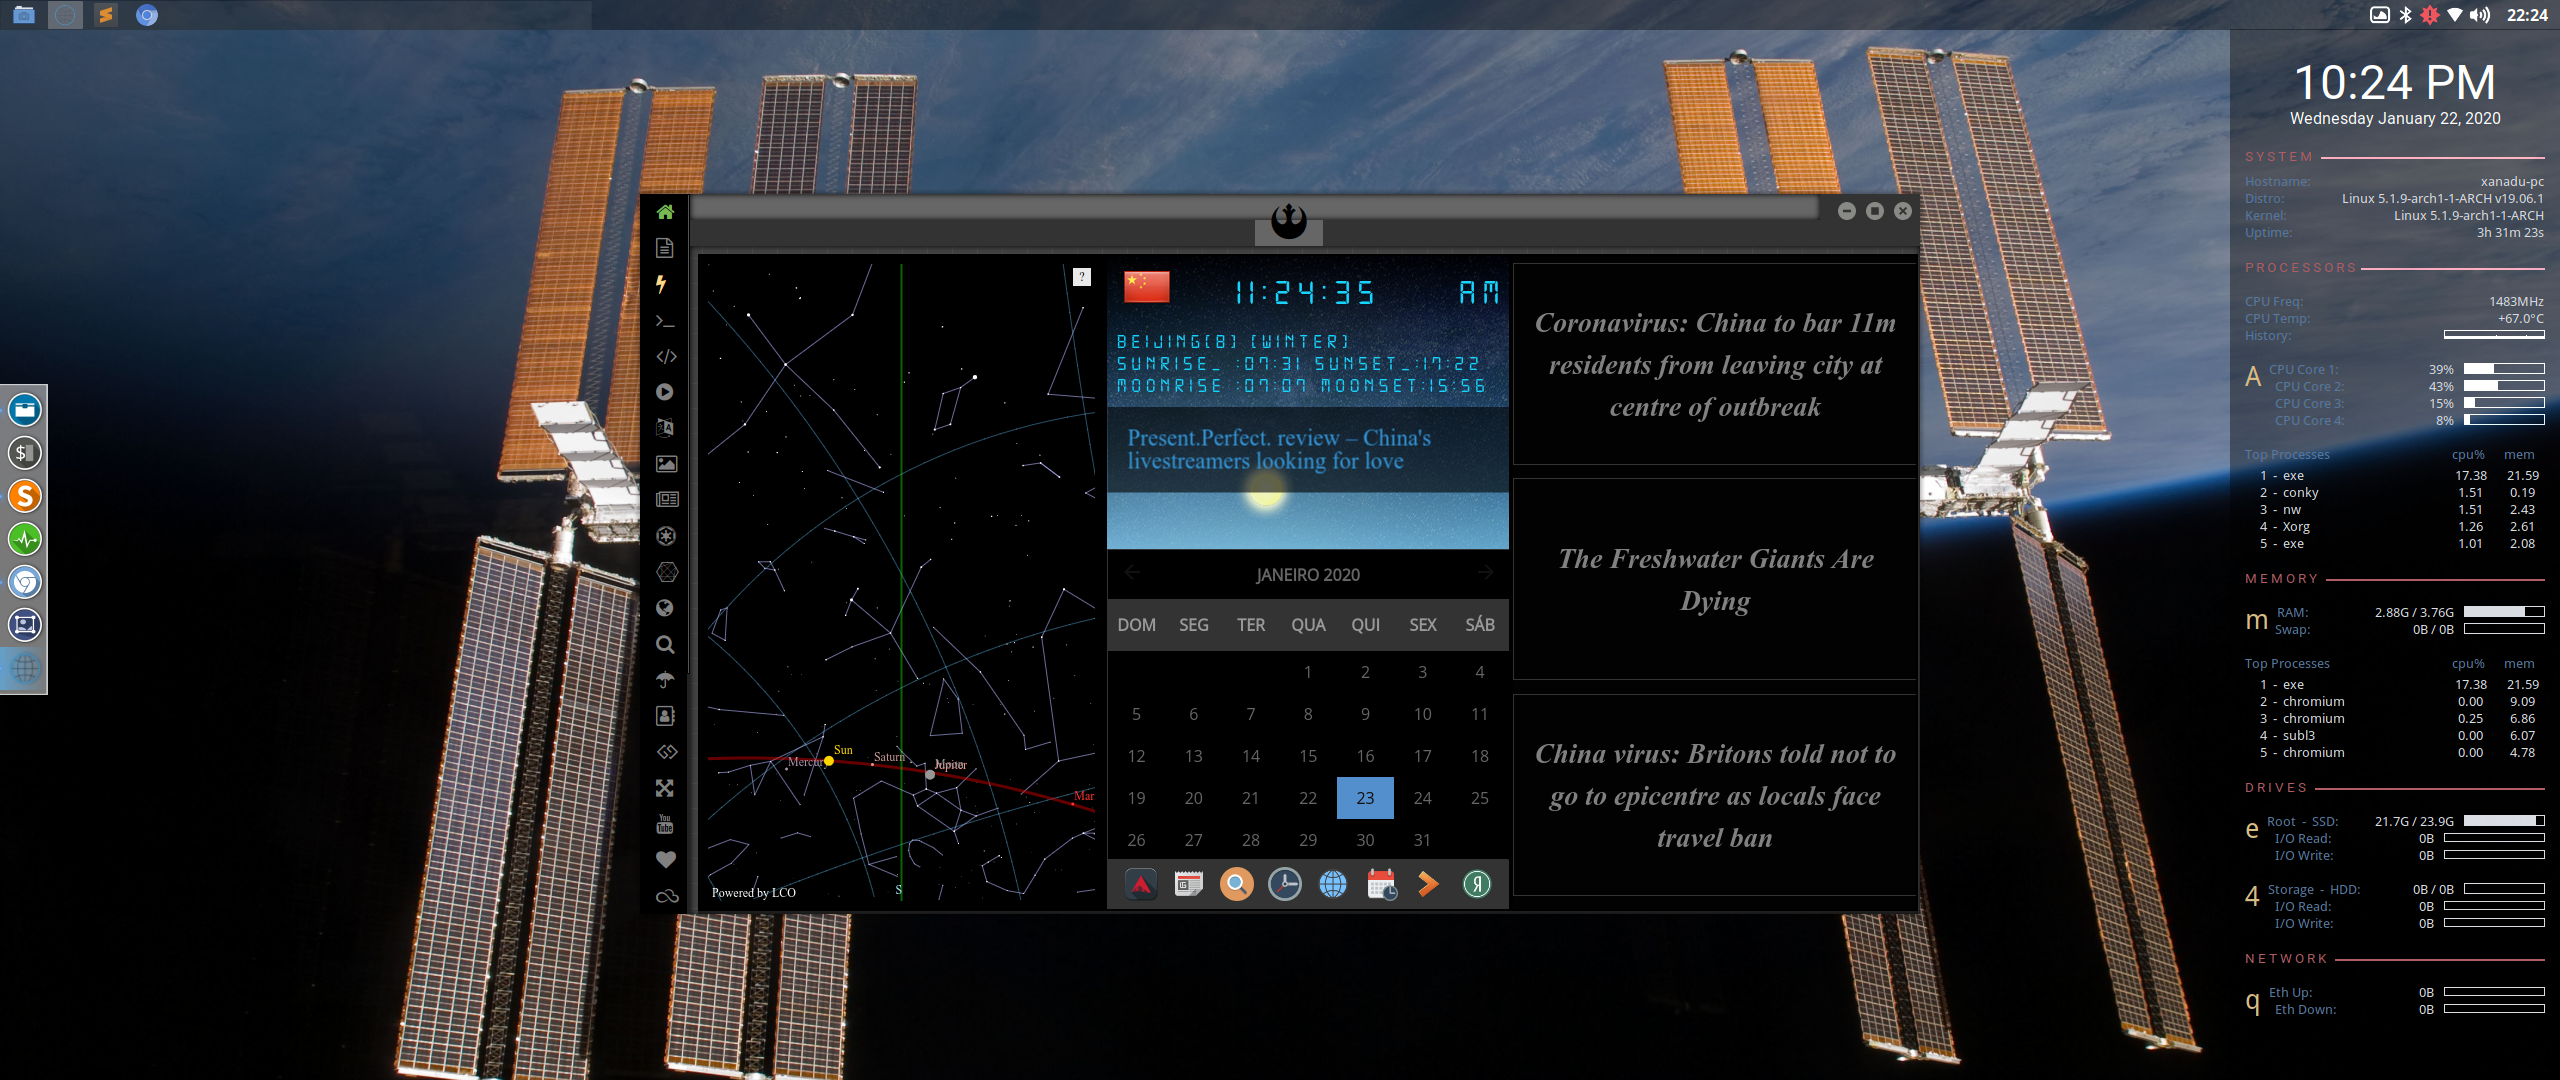 22:24
10:24 PM
Wednesday January 22, 2020
SYSTEM
Hostname: xanadu-pc
Distro: Linux 5.1.9-arch1-1-ARCH v19.06.1
Kernel: Linux 5.1.9-arch1-1-ARCH
Uptime: 3h 31m 23s
PROCESSORS
CPU Freq: 1483MHz
CPU Temp: +67.0°C
History:
A CPU Core 1: 39%
CPU Core 2: 43%
CPU Core 3: 15%
CPU Core 4: 8%
Top Processes cpu% mem
1 - exe 17.38 21.59
2 - conky 1.51 0.19
3 - nw 1.51 2.43
4 - Xorg 1.26 2.61
5 - exe 1.01 2.08
MEMORY
m RAM: 2.88G / 3.76G
Swap: 0B / 0B
Top Processes cpu% mem
1 - exe 17.38 21.59
2 - chromium 0.00 9.09
3 - chromium 0.25 6.86
4 - subl3 0.00 6.07
5 - chromium 0.00 4.78
DRIVES
e Root - SSD: 21.7G / 23.9G
I/O Read: 0B
I/O Write: 0B
4 Storage - HDD: 0B / 0B
I/O Read: 0B
I/O Write: 0B
NETWORK
q Eth Up: 0B
Eth Down: 0B
?
Sun
Mercur
Saturn
Jupiter
Mar
S
Powered by LCO
11:24:35 AM
BEIJING(8) (WINTER)
SUNRISE_ :07:31 SUNSET_:17:22
MOONRISE :07:07 MOONSET:15:56
Present.Perfect. review – China's
livestreamers looking for love
JANEIRO 2020
DOM SEG TER QUA QUI SEX SÁB
1 2 3 4
5 6 7 8 9 10 11
12 13 14 15 16 17 18
19 20 21 22 23 24 25
26 27 28 29 30 31
Coronavirus: China to bar 11m
residents from leaving city at
centre of outbreak
The Freshwater Giants Are
Dying
China virus: Britons told not to
go to epicentre as locals face
travel ban
You
Tube